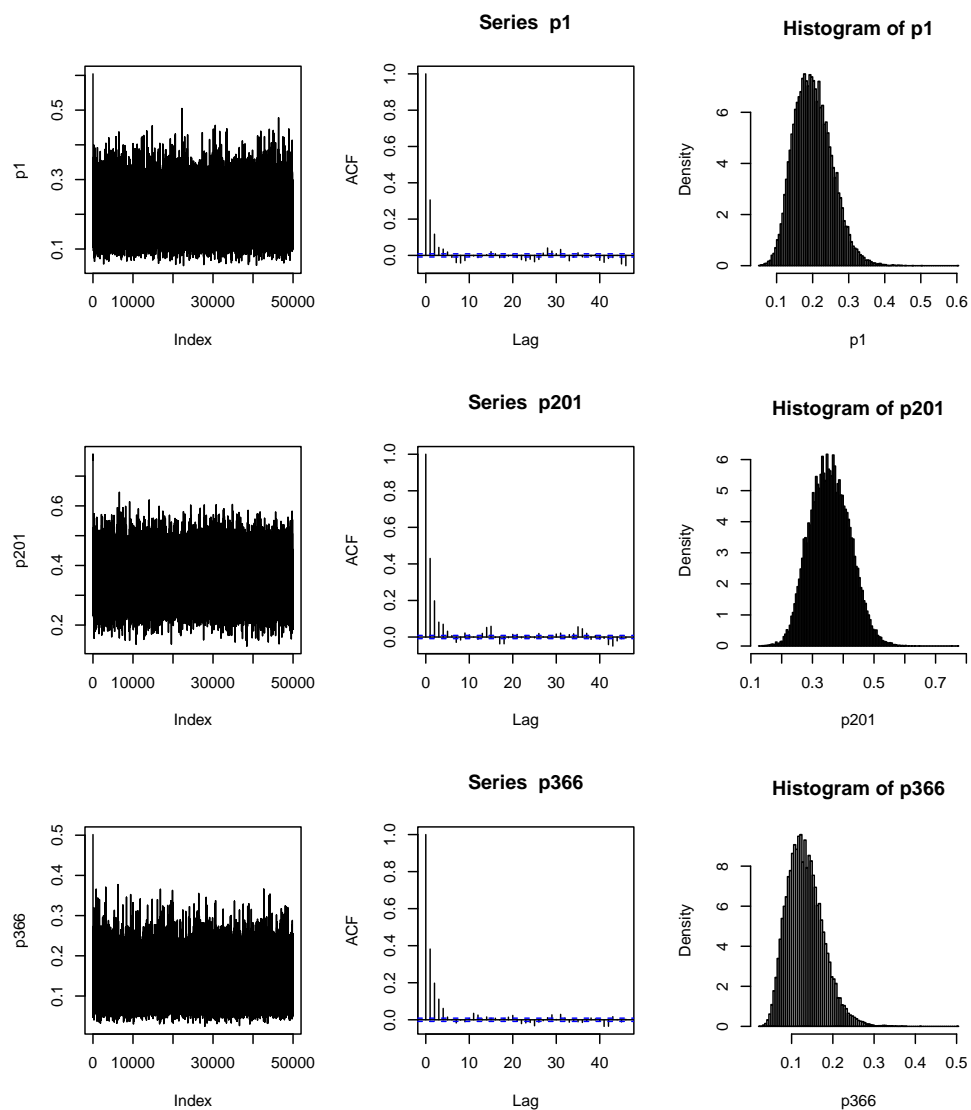 Series p1
Histogram of p1
p1
0.1 0.3 0.5
0 10000 30000 50000
Index
ACF
0.0 0.2 0.4 0.6 0.8 1.0
0 10 20 30 40
Lag
Density
0 2 4 6
0.1 0.2 0.3 0.4 0.5 0.6
p1
Series p201
Histogram of p201
p201
0.2 0.4 0.6
0 10000 30000 50000
Index
ACF
0.0 0.2 0.4 0.6 0.8 1.0
0 10 20 30 40
Lag
Density
0 1 2 3 4 5 6
0.1 0.3 0.5 0.7
p201
Series p366
Histogram of p366
p366
0.1 0.2 0.3 0.4 0.5
0 10000 30000 50000
Index
ACF
0.0 0.2 0.4 0.6 0.8 1.0
0 10 20 30 40
Lag
Density
0 2 4 6 8
0.1 0.2 0.3 0.4 0.5
p366